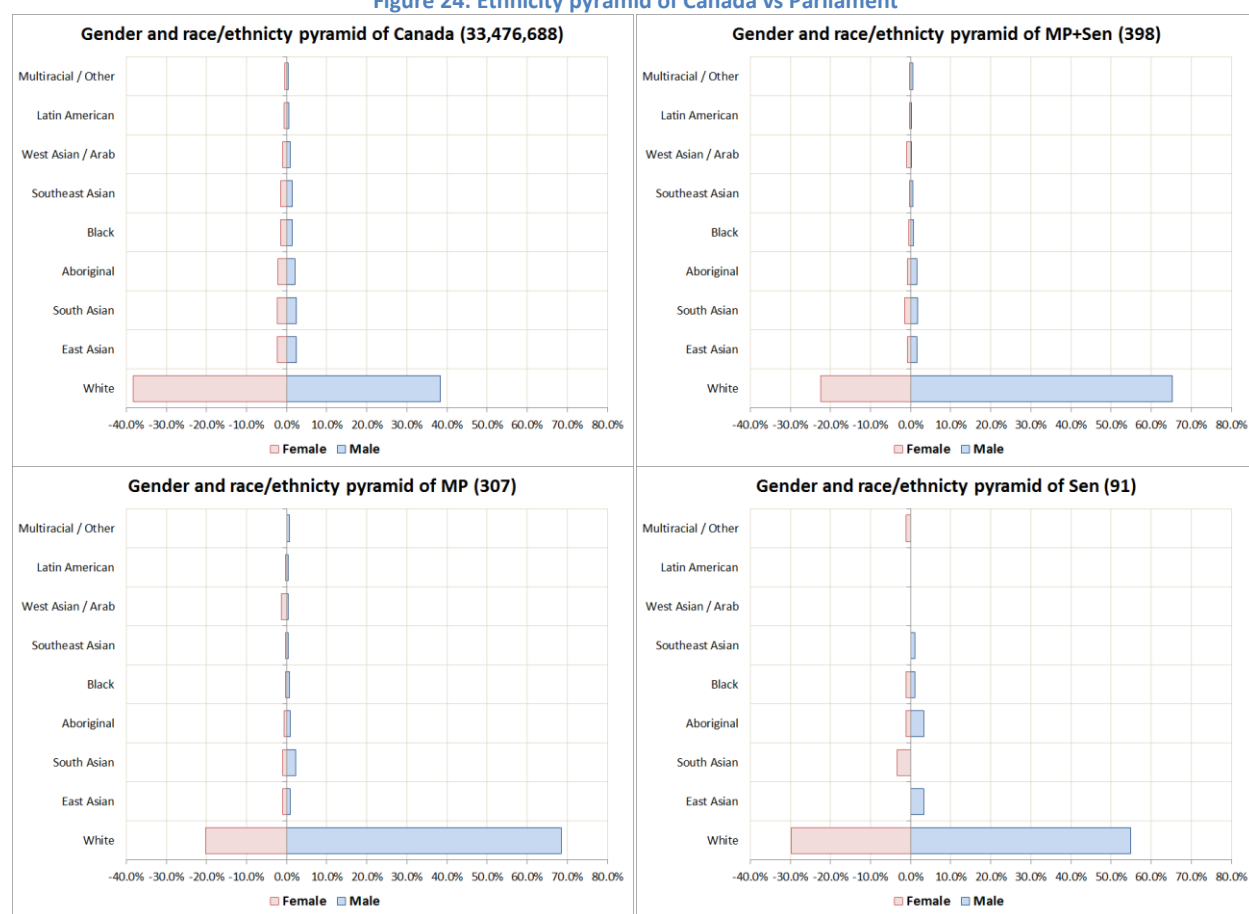 Figure 24. Ethnicity pyramid of Canada vs Parliament
Gender and race/ethnicty pyramid of Canada (33,476,688)
Multiracial / Other
Latin American
West Asian / Arab
Southeast Asian
Black
Aboriginal
South Asian
East Asian
White
-40.0% -30.0% -20.0% -10.0% 0.0% 10.0% 20.0% 30.0% 40.0% 50.0% 60.0% 70.0% 80.0%
Female Male
Gender and race/ethnicty pyramid of MP+Sen (398)
Multiracial / Other
Latin American
West Asian / Arab
Southeast Asian
Black
Aboriginal
South Asian
East Asian
White
-40.0% -30.0% -20.0% -10.0% 0.0% 10.0% 20.0% 30.0% 40.0% 50.0% 60.0% 70.0% 80.0%
Female Male
Gender and race/ethnicty pyramid of MP (307)
Multiracial / Other
Latin American
West Asian / Arab
Southeast Asian
Black
Aboriginal
South Asian
East Asian
White
-40.0% -30.0% -20.0% -10.0% 0.0% 10.0% 20.0% 30.0% 40.0% 50.0% 60.0% 70.0% 80.0%
Female Male
Gender and race/ethnicty pyramid of Sen (91)
Multiracial / Other
Latin American
West Asian / Arab
Southeast Asian
Black
Aboriginal
South Asian
East Asian
White
-40.0% -30.0% -20.0% -10.0% 0.0% 10.0% 20.0% 30.0% 40.0% 50.0% 60.0% 70.0% 80.0%
Female Male